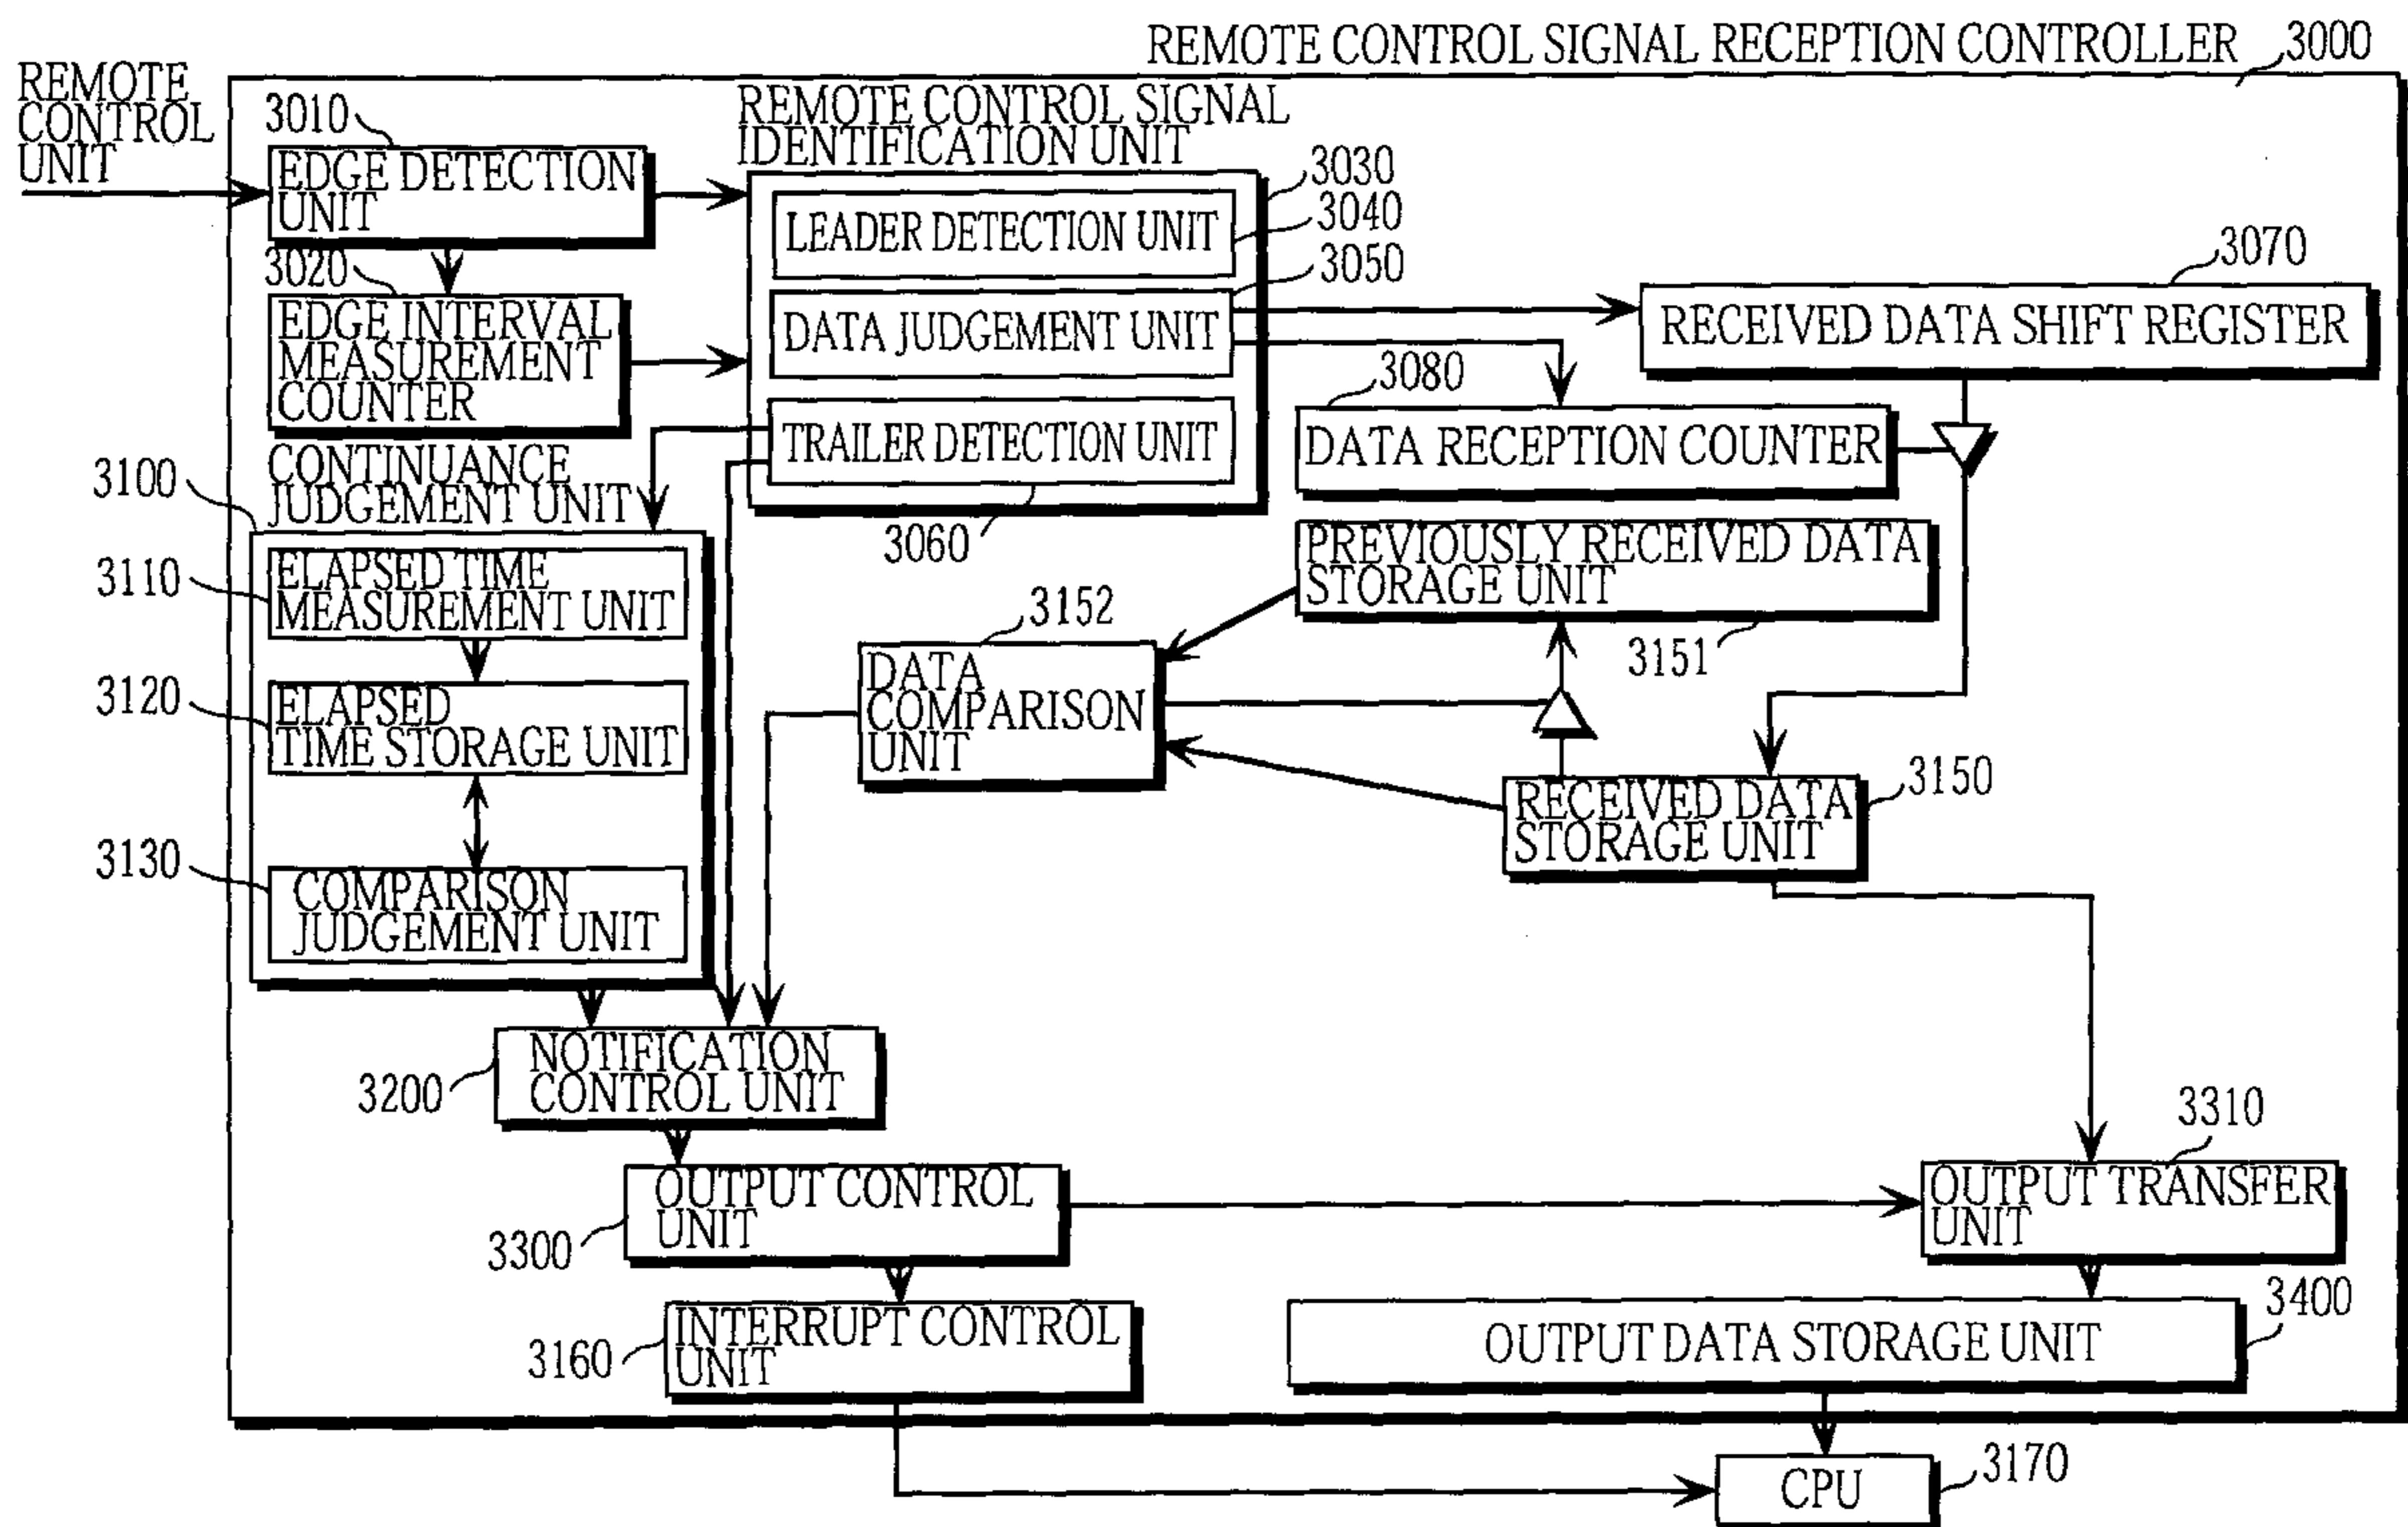 REMOTE CONTROL SIGNAL RECEPTION CONTROLLER
3000
REMOTE
CONTROL
UNIT
3010
EDGE DETECTION
UNIT
REMOTE CONTROL SIGNAL
IDENTIFICATION UNIT
3030
LEADER DETECTION UNIT
3040
3050
3020
EDGE INTERVAL
MEASUREMENT
COUNTER
DATA JUDGEMENT UNIT
3070
RECEIVED DATA SHIFT REGISTER
3080
DATA RECEPTION COUNTER
TRAILER DETECTION UNIT
3060
3100
CONTINUANCE
JUDGEMENT UNIT
3110
ELAPSED TIME
MEASUREMENT UNIT
PREVIOUSLY RECEIVED DATA
STORAGE UNIT
3151
3152
DATA
COMPARISON
UNIT
3120
ELAPSED
TIME STORAGE UNIT
3150
RECEIVED DATA
STORAGE UNIT
3130
COMPARISON
JUDGEMENT UNIT
NOTIFICATION
CONTROL UNIT
3200
3310
OUTPUT CONTROL
UNIT
3300
OUTPUT TRANSFER
UNIT
INTERRUPT CONTROL
UNIT
3160
3400
OUTPUT DATA STORAGE UNIT
CPU
3170